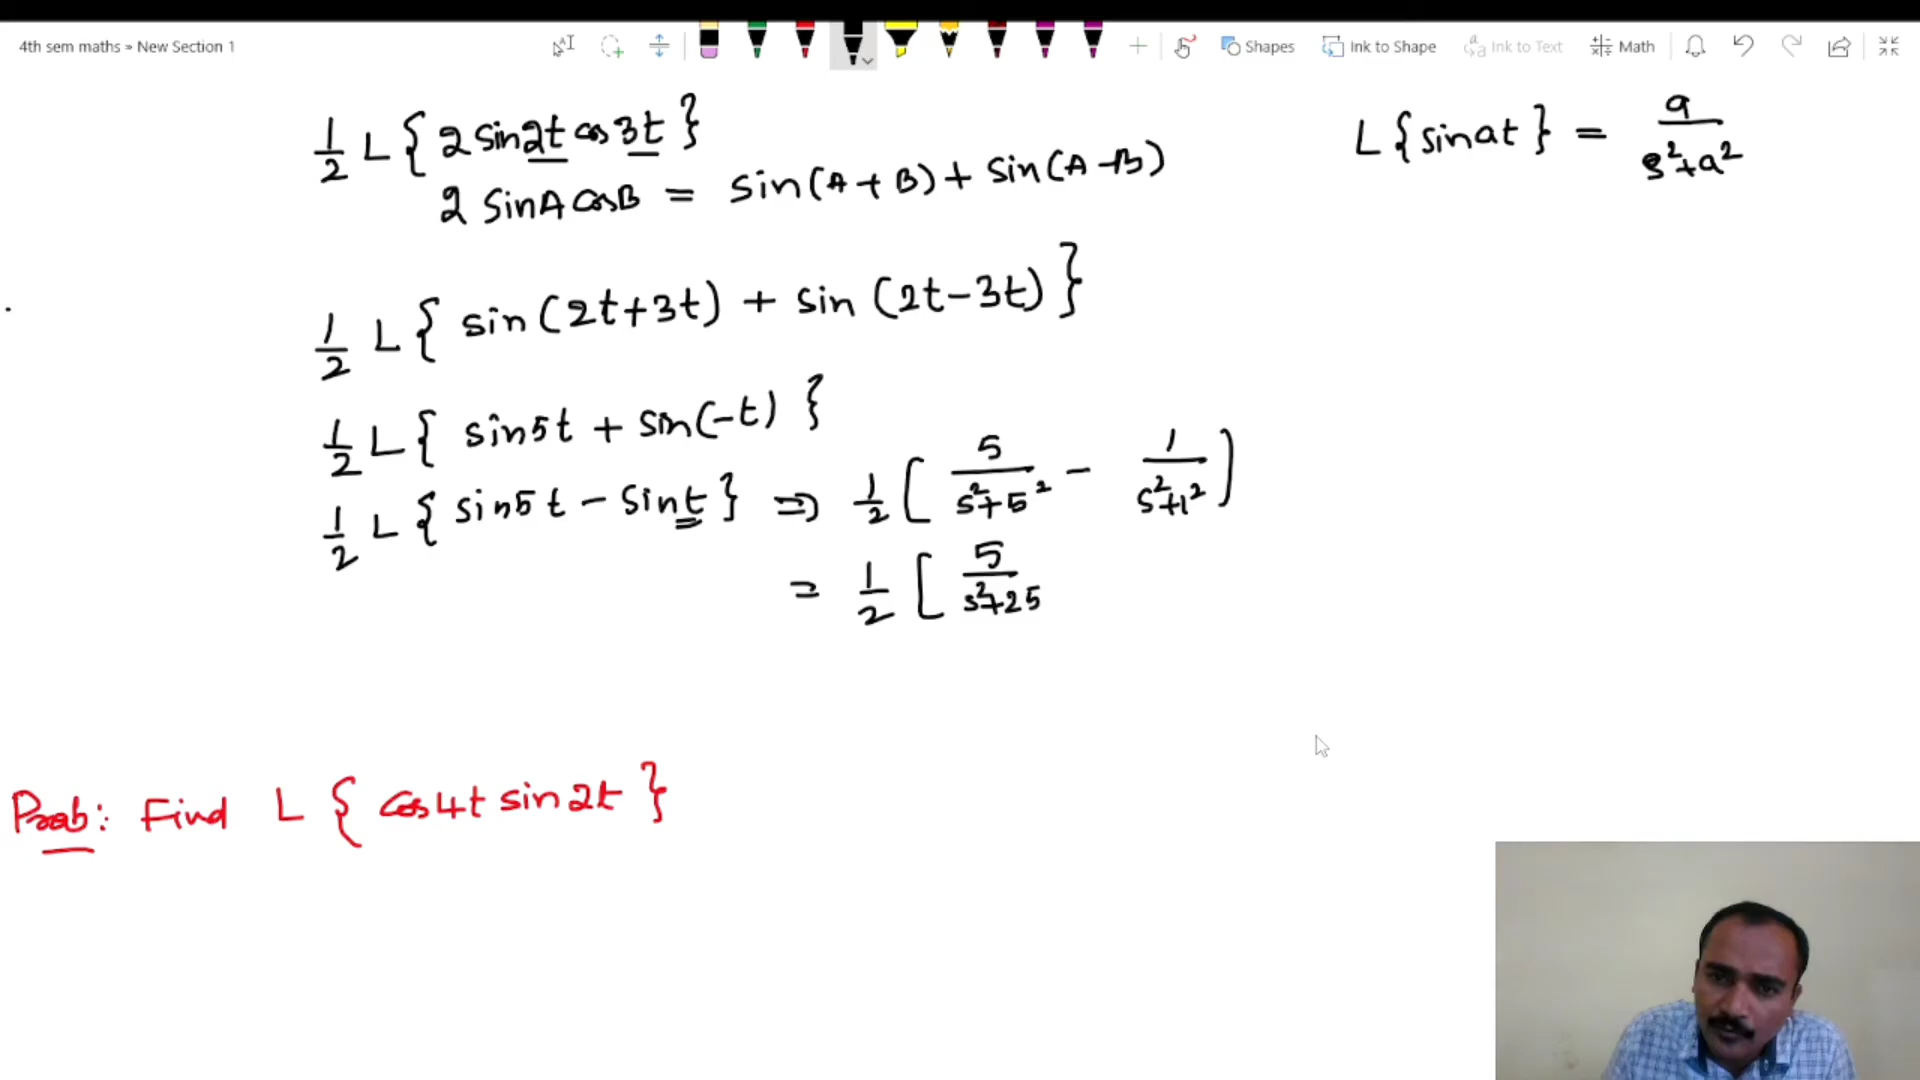 4th sem maths » New Section 1
Shapes Ink to Shape Ink to Text Math
1/2 L{2 sin2t cos3t}
L{sinat} = a/(s²+a²)
2 SinA CosB = sin(A+B) + sin(A-B)
1/2 L{ sin(2t+3t) + sin (2t-3t)}
1/2 L{ sin5t + sin(-t) }
1/2 L{ sin5t - sint } ⇒ 1/2 [ 5/(s²+5²) - 1/(s²+1²) ]
= 1/2 [ 5/(s²+25)
Prob: Find L { cos4t sin2t }